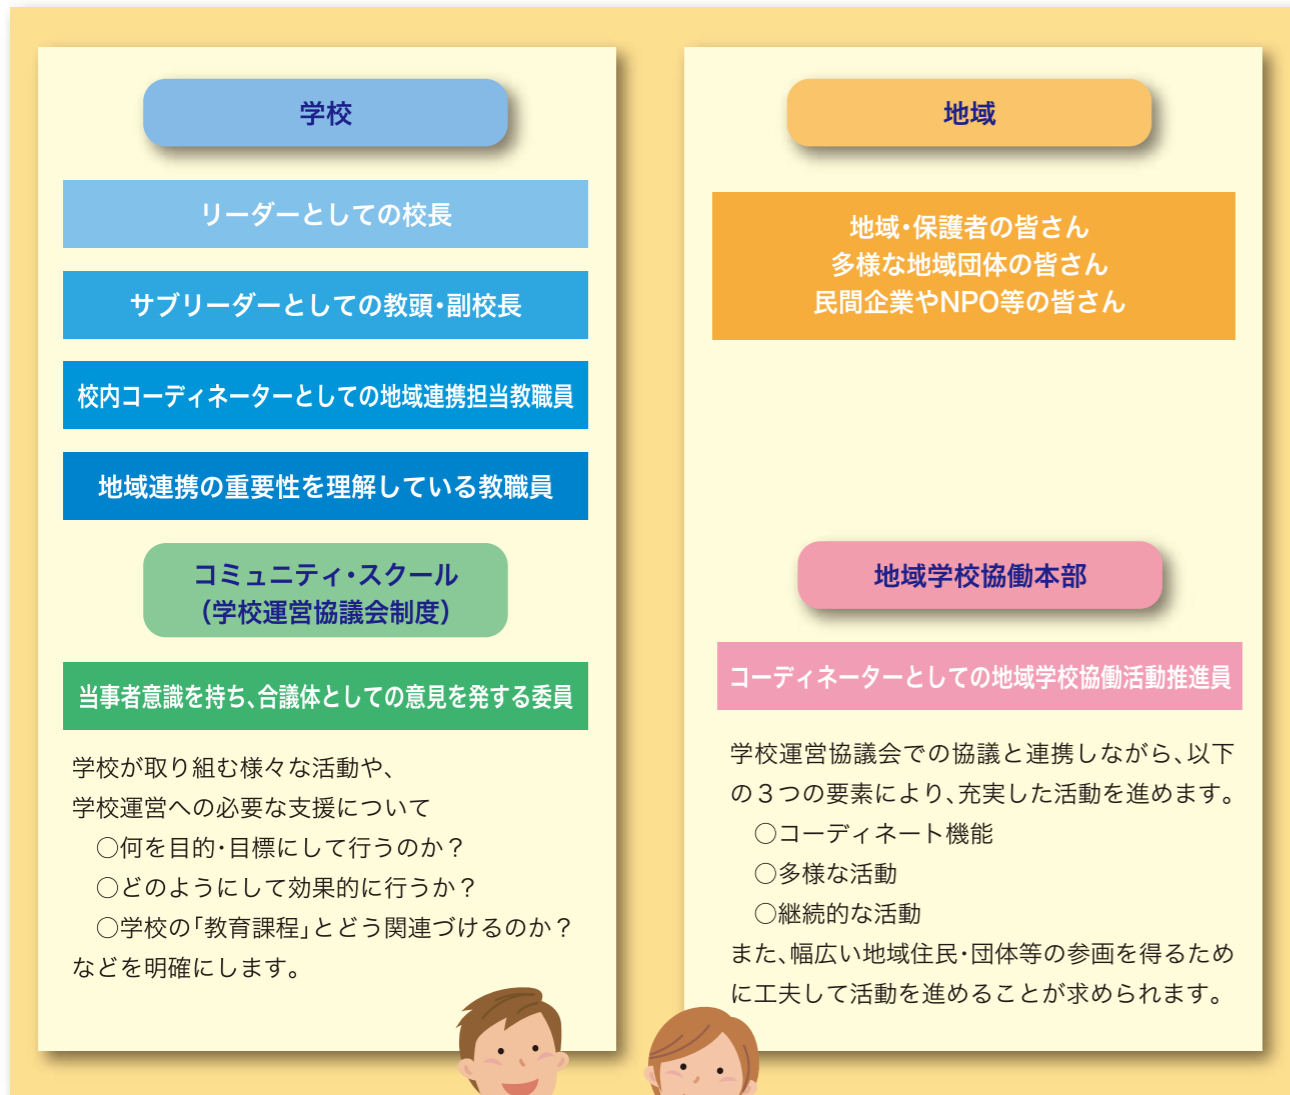 学校
リーダーとしての校長
サブリーダーとしての教頭・副校長
校内コーディネーターとしての地域連携担当教職員
地域連携の重要性を理解している教職員
コミュニティ・スクール
（学校運営協議会制度）
当事者意識を持ち、合議体としての意見を発する委員
学校が取り組む様々な活動や、
学校運営への必要な支援について
○何を目的・目標にして行うのか？
○どのようにして効果的に行うか？
○学校の「教育課程」とどう関連づけるのか？
などを明確にします。
地域
地域・保護者の皆さん
多様な地域団体の皆さん
民間企業やNPO等の皆さん
地域学校協働本部
コーディネーターとしての地域学校協働活動推進員
学校運営協議会での協議と連携しながら、以下
の３つの要素により、充実した活動を進めます。
○コーディネート機能
○多様な活動
○継続的な活動
また、幅広い地域住民・団体等の参画を得るため
に工夫して活動を進めることが求められます。